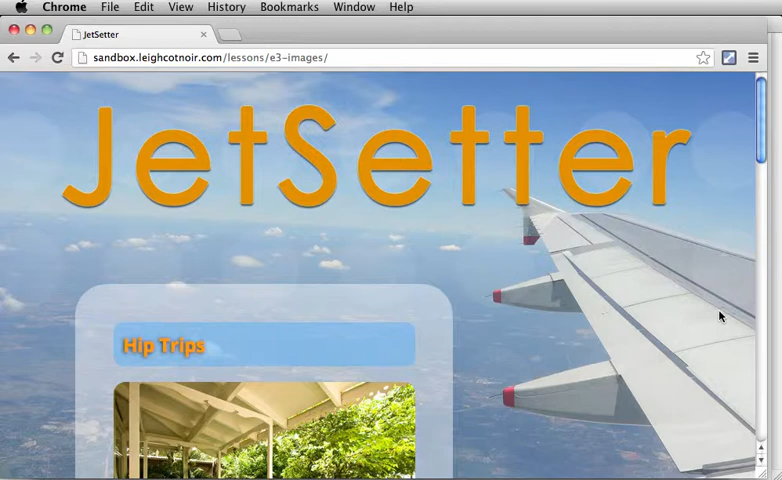 Chrome File Edit View History Bookmarks Window Help
JetSetter
sandbox.leighcotnoir.com/lessons/e3-images/
JetSetter
Hip Trips